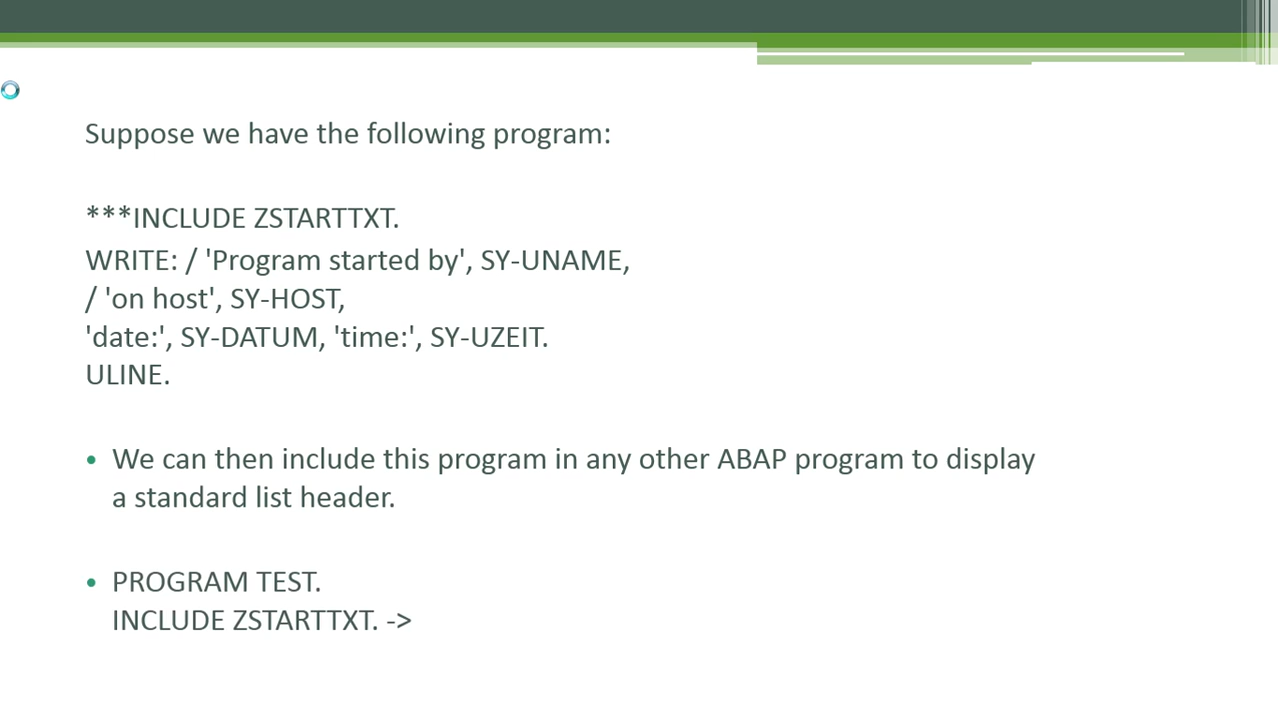 Suppose we have the following program:
***INCLUDE ZSTARTTXT.
WRITE: / 'Program started by', SY-UNAME,
/ 'on host', SY-HOST,
'date:', SY-DATUM, 'time:', SY-UZEIT.
ULINE.
• We can then include this program in any other ABAP program to display
a standard list header.
• PROGRAM TEST.
INCLUDE ZSTARTTXT. ->